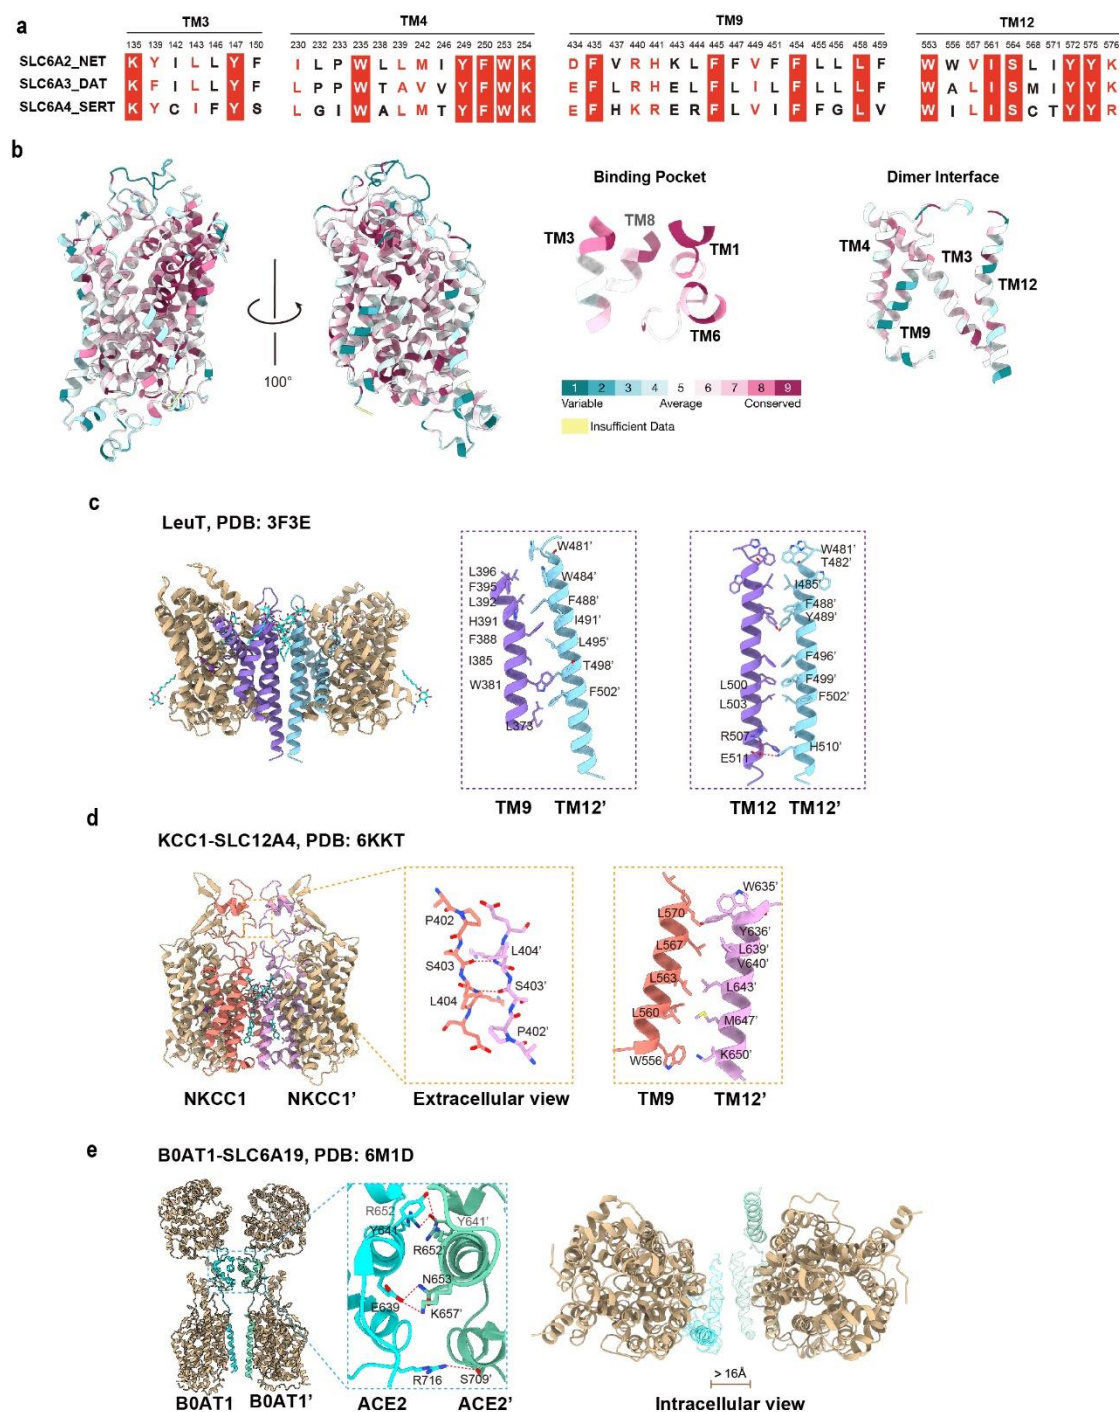 a
TM3 TM4 TM9 TM12
135 139 142 143 146 147 150 230 232 233 235 238 239 242 245 249 250 253 254 434 435 437 440 441 444 445 448 449 451 454 455 456 458 459 553 556 557 561 564 568 571 572 575 576
SLC6A2_NET K Y I L L Y F I L P W L L M I Y F W K D F V R H K L F F V F F L L L F W W V I S L I Y Y K
SLC6A3_DAT K F I L I Y F L P P W T A V V Y F W K E F L R H E L F L I L F L L L F W A L I S M I Y Y K
SLC6A4_SERT K Y C I F Y S L G I W A L M T Y F W K E F H K R E R F L V I F F G L V W I L I S C T Y Y R
b
Binding Pocket
Dimer Interface
TM3 TM8 TM1
TM6
TM4 TM3
TM12
TM9
100°
1 2 3 4 5 6 7 8 9
Variable Average Conserved
Insufficient Data
c
LeuT, PDB: 3F3E
L396
F395
L392
H391
F388
I385
W381
L373
W481'
W484'
F488'
I491'
L495'
T498'
F502'
TM9 TM12'
L500
L503
R507
E511
W481'
T482'
I485'
F488'
Y489'
F496'
F499'
F502'
H510'
TM12 TM12'
d
KCC1-SLC12A4, PDB: 6KKT
NKCC1 NKCC1'
P402
S403
L404
L404'
S403'
P402'
Extracellular view
L570
L567
L563
L560
W556
W635'
Y636'
L639'
V640'
L643'
M647'
K650'
TM9 TM12'
e
B0AT1-SLC6A19, PDB: 6M1D
B0AT1 B0AT1'
R652
Y641
Y641'
R652'
N653
E639
K657'
R716
S709'
ACE2 ACE2'
> 16Å
Intracellular view